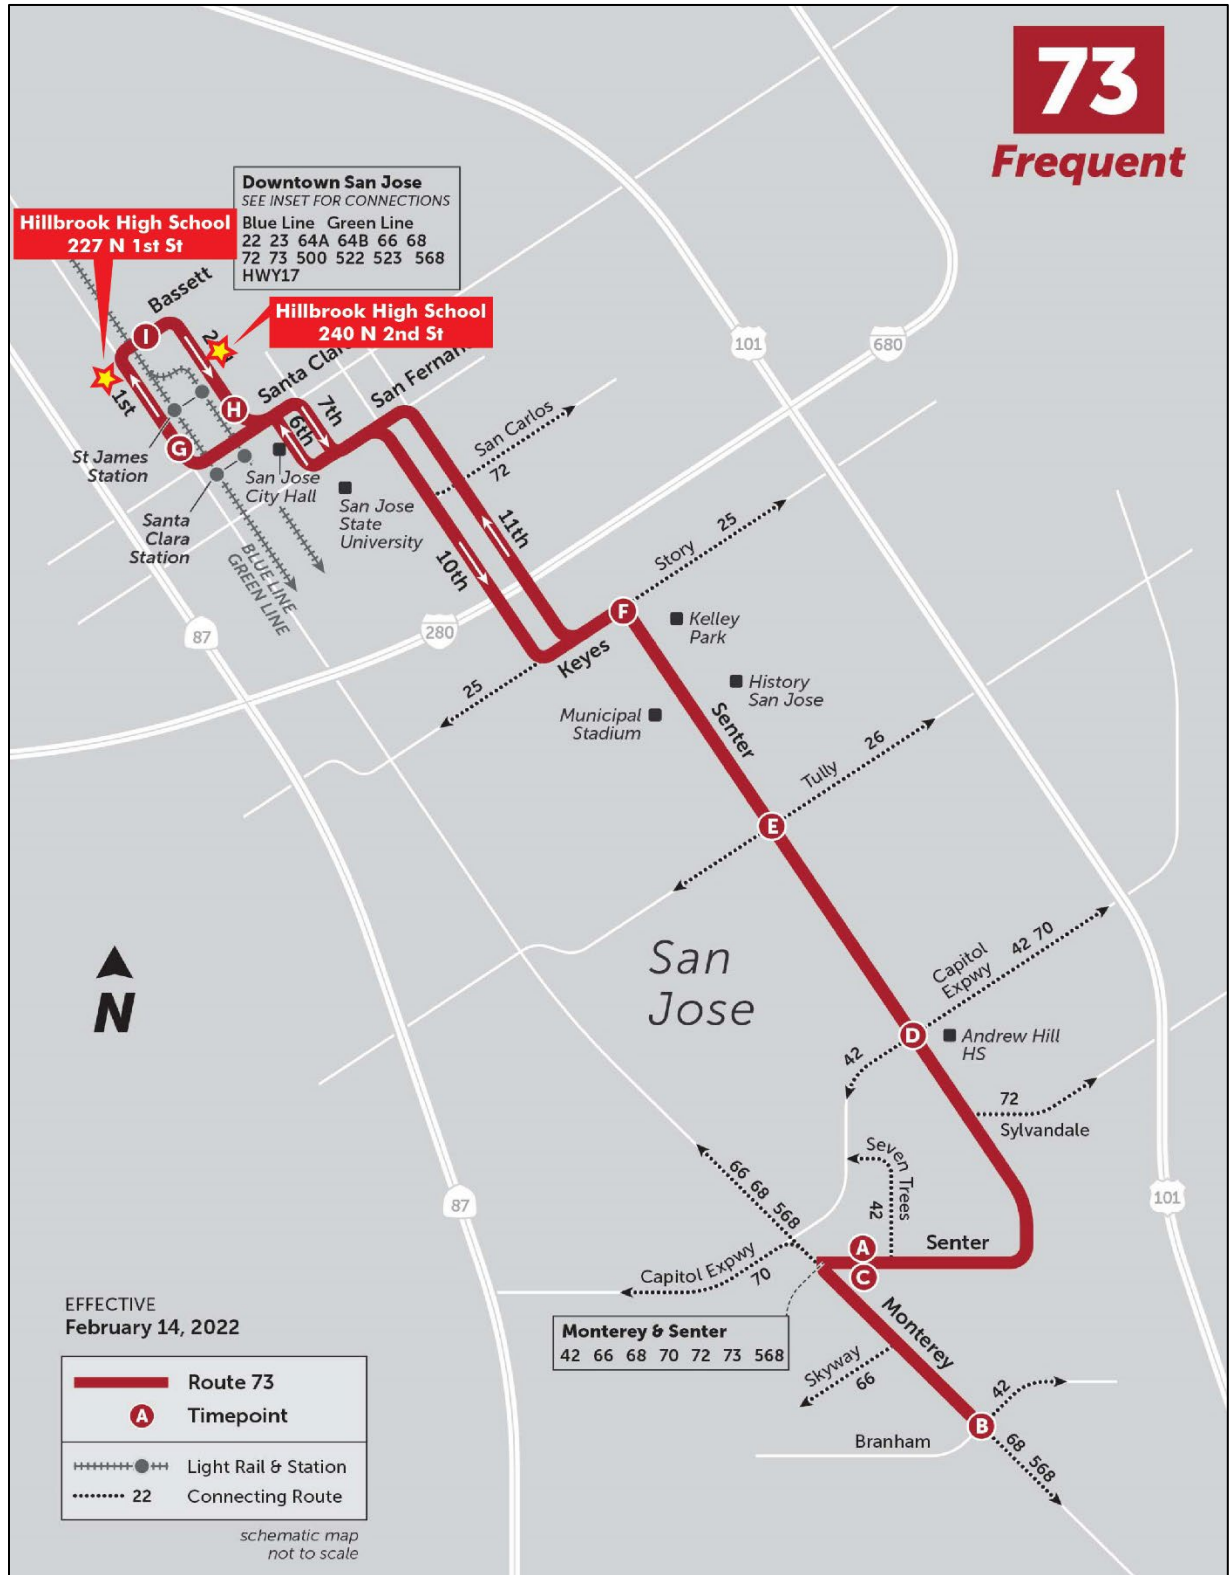 73
Frequent
Downtown San Jose
SEE INSET FOR CONNECTIONS
Blue Line Green Line
22 23 64A 64B 66 68
72 73 500 522 523 568
HWY17
Hillbrook High School
227 N 1st St
Hillbrook High School
240 N 2nd St
Bassett
I
H
G
1st
Santa Clar
San Fernan
7th
6th
St James
Station
Santa
Clara
Station
San Jose
City Hall
San Jose
State
University
BLUE LINE
GREEN LINE
San Carlos
72
10th
11th
101
680
280
87
Story
25
F
Kelley
Park
Keyes
25
History
San Jose
Municipal
Stadium
Senter
Tully
26
E
San
Jose
N
Capitol
Expwy
42 70
D
Andrew Hill
HS
42
72
Sylvandale
Seven
Trees
42
66 68 568
87
101
A
C
Senter
Capitol Expwy
70
Monterey & Senter
42 66 68 70 72 73 568
Monterey
Skyway
66
42
B
Branham
68 568
EFFECTIVE
February 14, 2022
Route 73
A
Timepoint
Light Rail & Station
22
Connecting Route
schematic map
not to scale